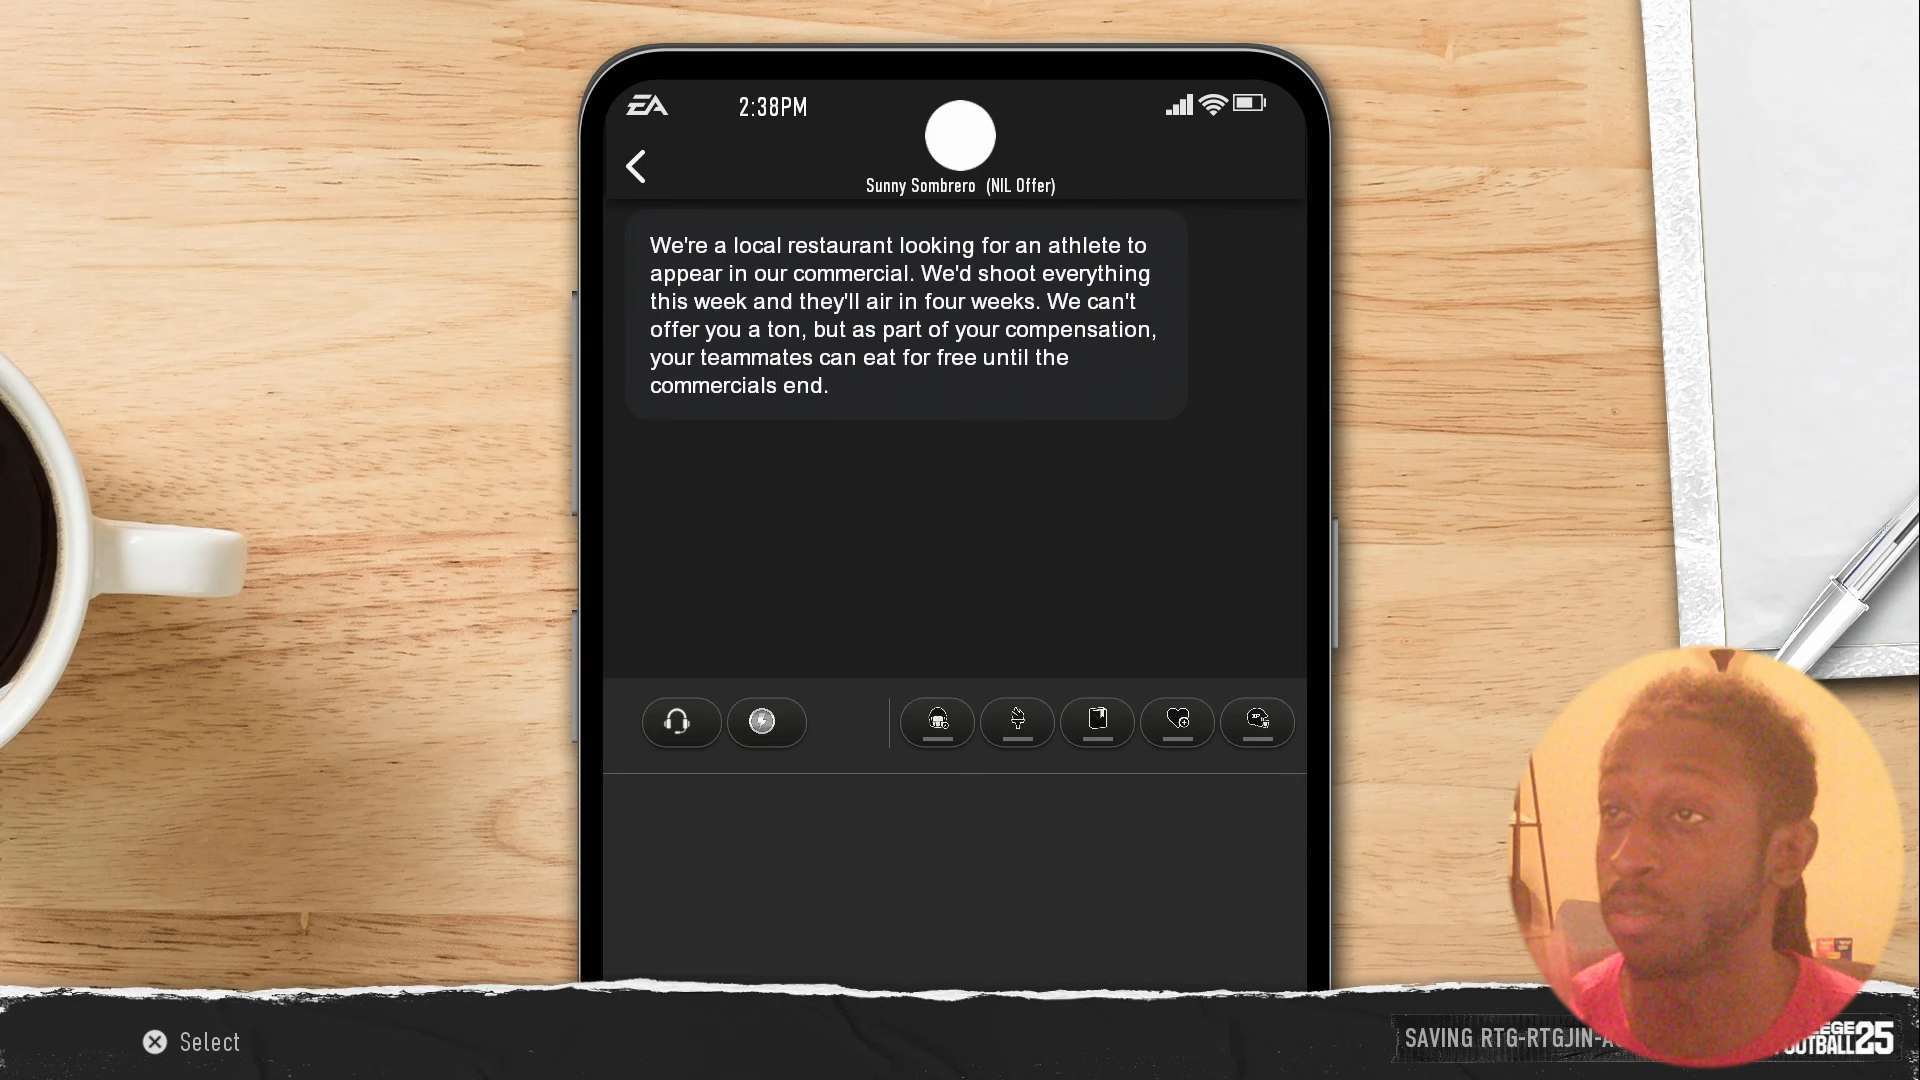 EA
2:38PM
Sunny Sombrero (NIL Offer)
We're a local restaurant looking for an athlete to
appear in our commercial. We'd shoot everything
this week and they'll air in four weeks. We can't
offer you a ton, but as part of your compensation,
your teammates can eat for free until the
commercials end.
XP
Select
SAVING RTG-RTGJIN-A
EGE
OOTBALL 25